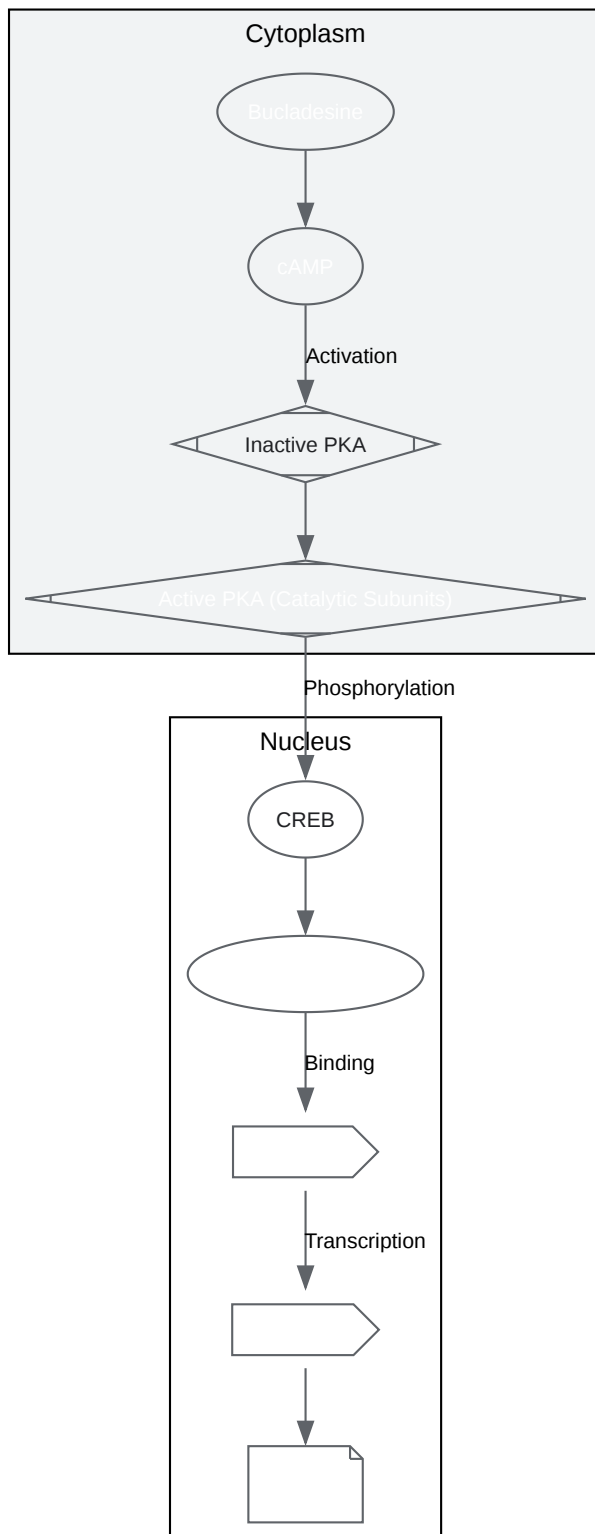 Cytoplasm
Bucladesine
cAMP
Activation
Inactive PKA
Active PKA (Catalytic Subunits)
Phosphorylation
Nucleus
CREB
Binding
Transcription